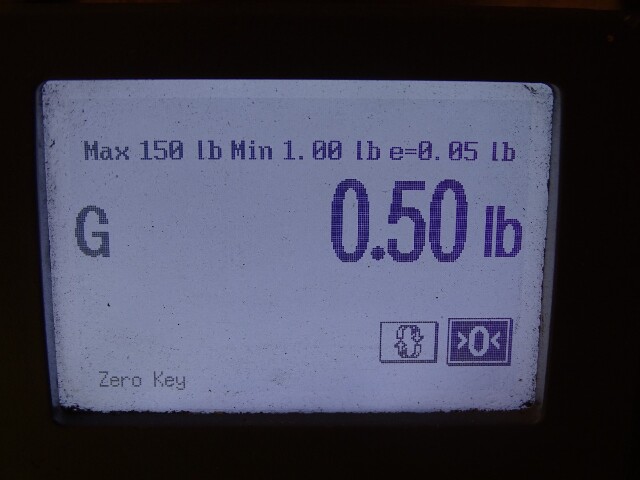 Max 150 lb Min 1.00 lb e=0.05 lb
G 0.50 lb
>0<
Zero Key